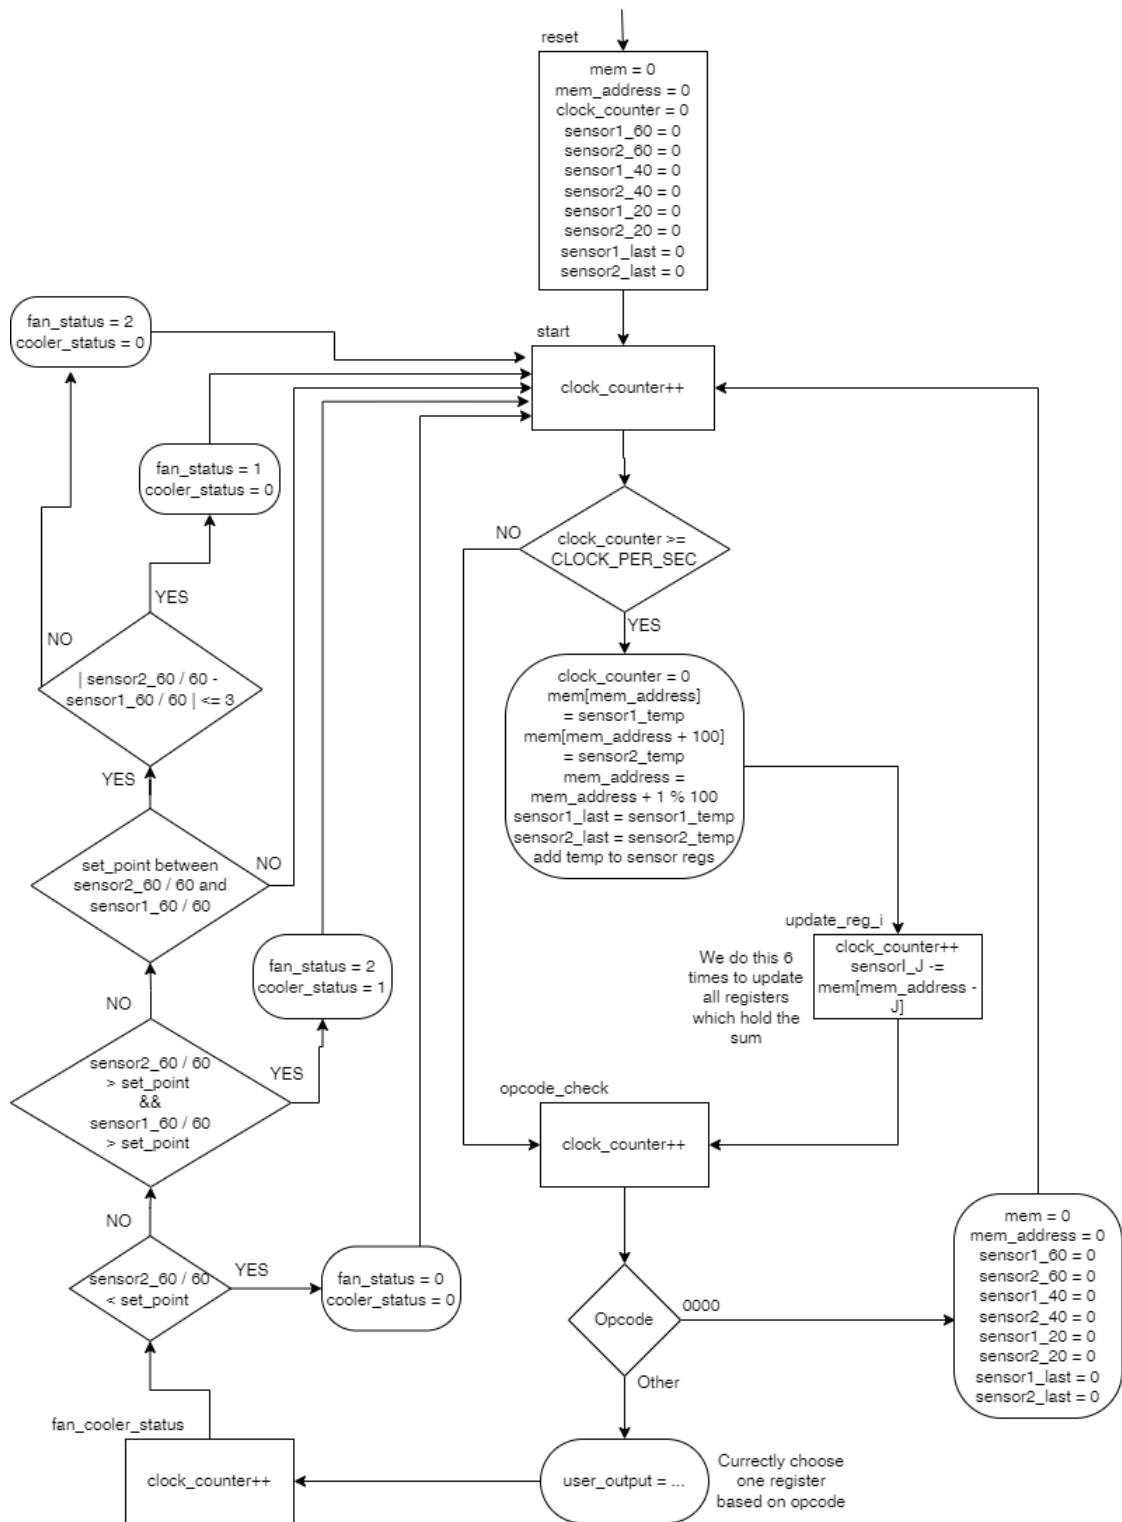 reset
mem = 0
mem_address = 0
clock_counter = 0
sensor1_60 = 0
sensor2_60 = 0
sensor1_40 = 0
sensor2_40 = 0
sensor1_20 = 0
sensor2_20 = 0
sensor1_last = 0
sensor2_last = 0
start
clock_counter++
clock_counter >=
CLOCK_PER_SEC
NO
YES
clock_counter = 0
mem[mem_address]
= sensor1_temp
mem[mem_address + 100]
= sensor2_temp
mem_address =
mem_address + 1 % 100
sensor1_last = sensor1_temp
sensor2_last = sensor2_temp
add temp to sensor regs
update_reg_i
clock_counter++
sensorI_J -=
mem[mem_address -
J]
We do this 6
times to update
all registers
which hold the
sum
opcode_check
clock_counter++
Opcode
0000
Other
mem = 0
mem_address = 0
sensor1_60 = 0
sensor2_60 = 0
sensor1_40 = 0
sensor2_40 = 0
sensor1_20 = 0
sensor2_20 = 0
sensor1_last = 0
sensor2_last = 0
user_output = ...
Currently choose
one register
based on opcode
fan_cooler_status
clock_counter++
sensor2_60 / 60
< set_point
YES
NO
fan_status = 0
cooler_status = 0
sensor2_60 / 60
> set_point
&&
sensor1_60 / 60
> set_point
YES
NO
fan_status = 2
cooler_status = 1
set_point between
sensor2_60 / 60 and
sensor1_60 / 60
NO
YES
| sensor2_60 / 60 -
sensor1_60 / 60 | <= 3
NO
YES
fan_status = 1
cooler_status = 0
fan_status = 2
cooler_status = 0